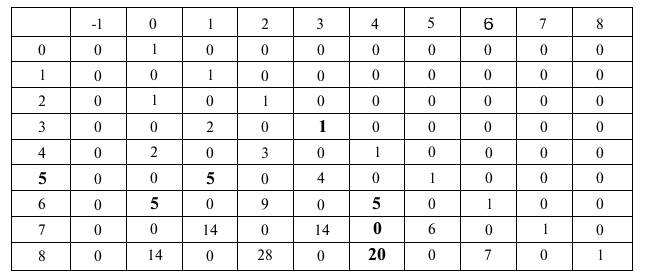 -1 0 1 2 3 4 5 6 7 8
0 0 1 0 0 0 0 0 0 0 0
1 0 0 1 0 0 0 0 0 0 0
2 0 1 0 1 0 0 0 0 0 0
3 0 0 2 0 1 0 0 0 0 0
4 0 2 0 3 0 1 0 0 0 0
5 0 0 5 0 4 0 1 0 0 0
6 0 5 0 9 0 5 0 1 0 0
7 0 0 14 0 14 0 6 0 1 0
8 0 14 0 28 0 20 0 7 0 1